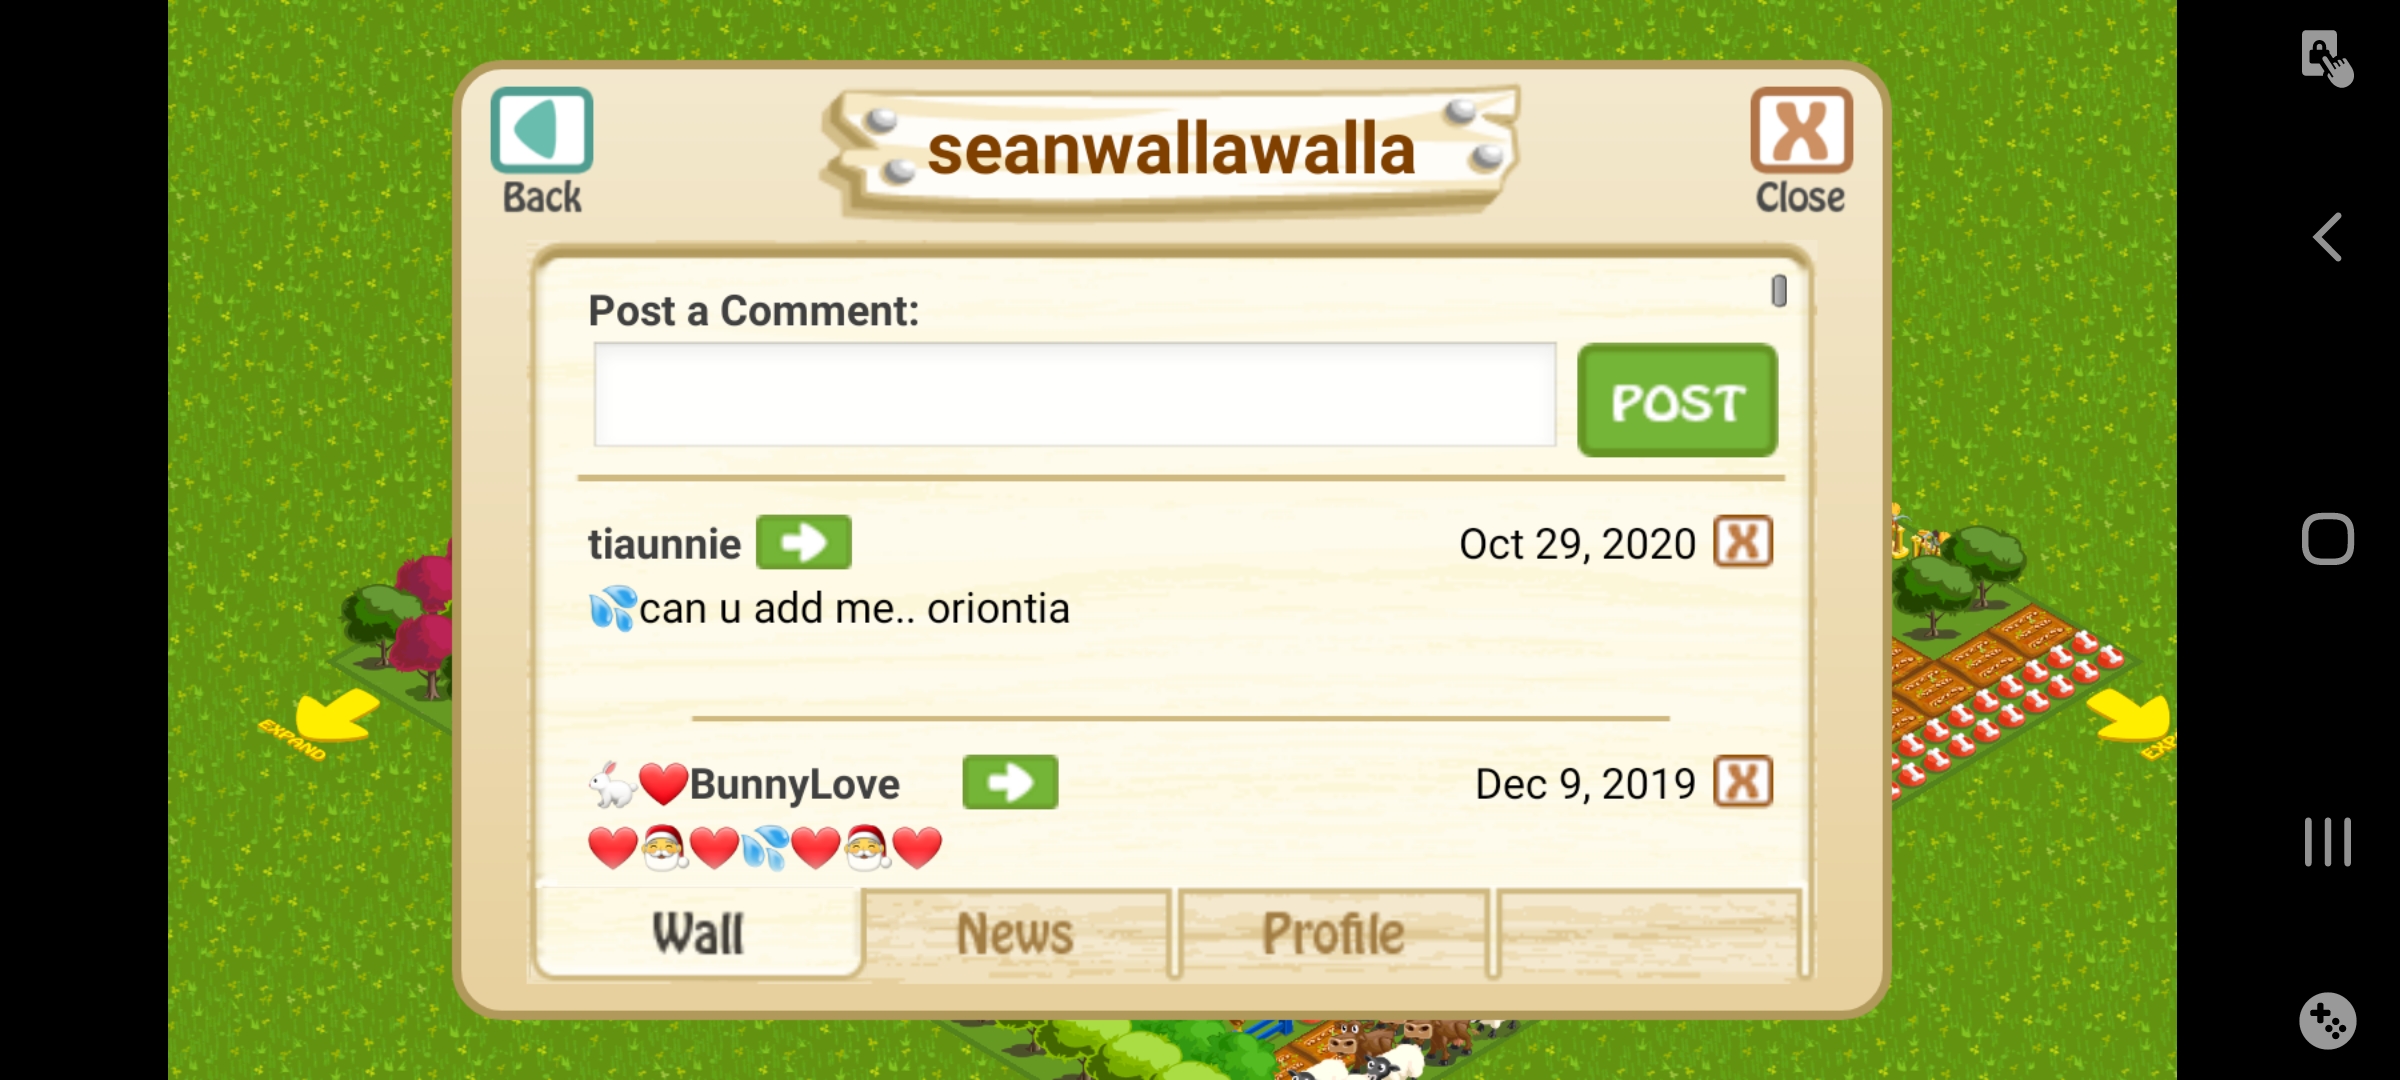 Back
seanwallawalla
Close
Post a Comment:
POST
tiaunnie
Oct 29, 2020
💦can u add me.. oriontia
🐇❤️BunnyLove
Dec 9, 2019
❤️🎅❤️💦❤️🎅❤️
Wall
News
Profile
EXPAND
EXP